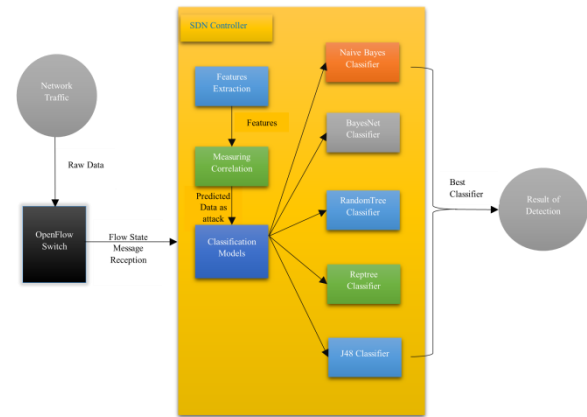 SDN Controller
Network
Traffic
Raw Data
OpenFlow
Switch
Flow State
Message
Reception
Features
Extraction
Features
Measuring
Correlation
Predicted
Data as
attack
Classification
Models
Naive Bayes
Classifier
BayesNet
Classifier
RandomTree
Classifier
Reptree
Classifier
J48 Classifier
Best
Classifier
Result of
Detection